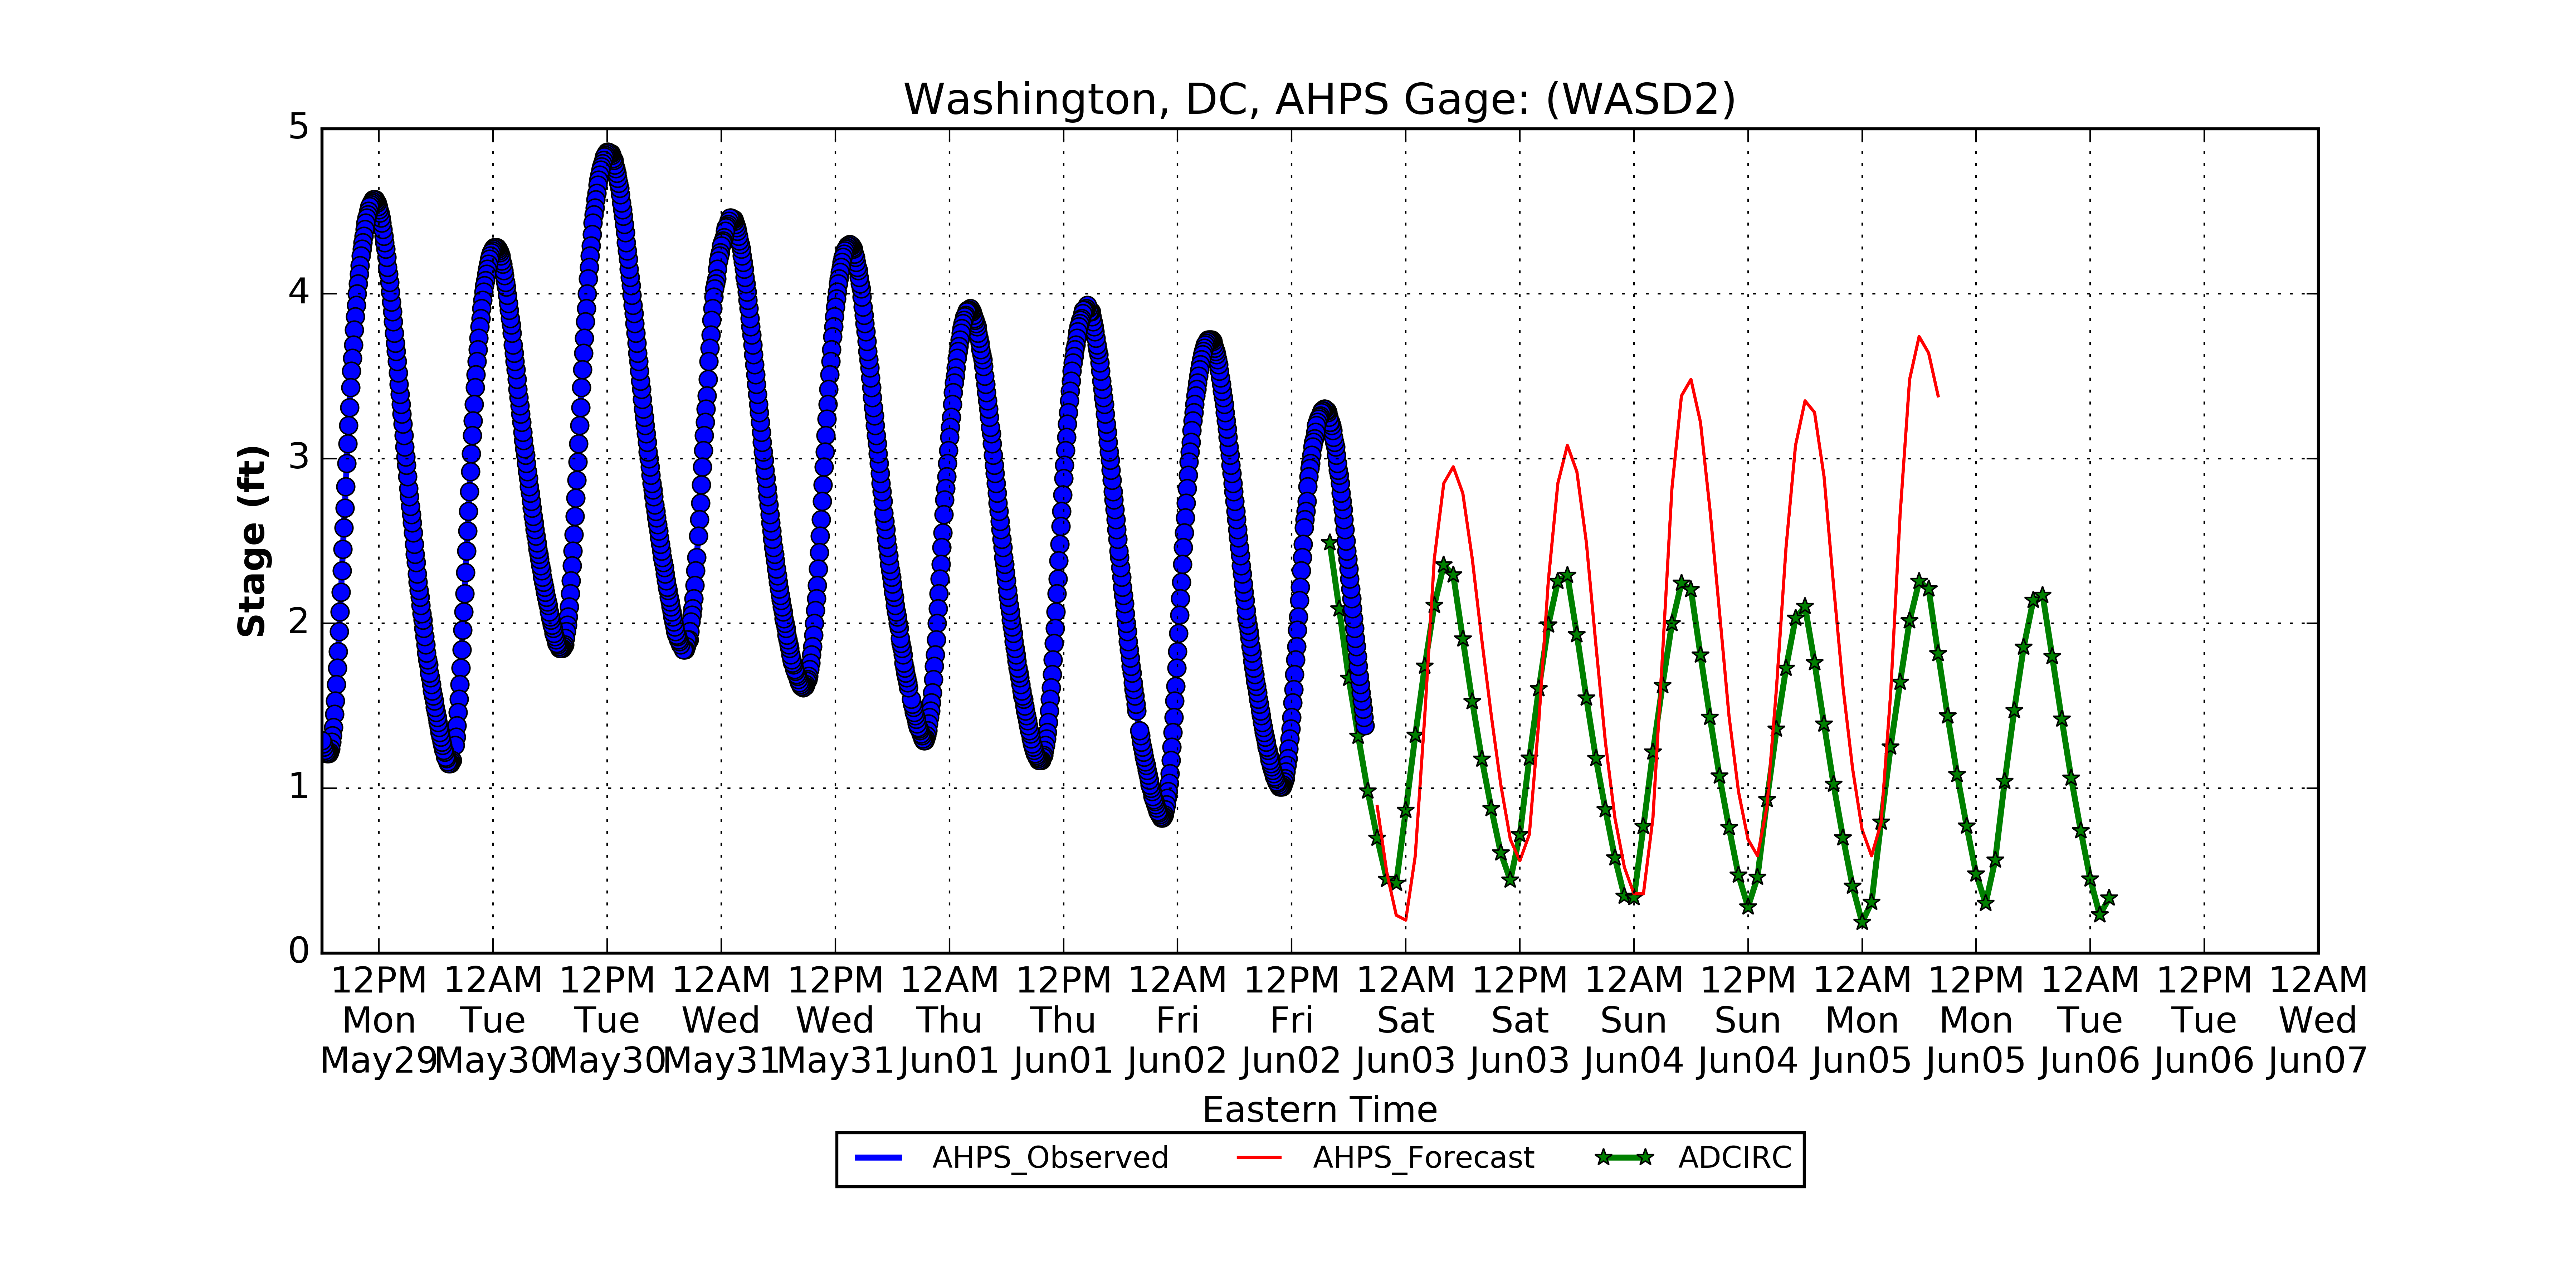 Washington, DC, AHPS Gage: (WASD2)
5
4
3
2
1
0
Stage (ft)
12PM 12AM 12PM 12AM 12PM 12AM 12PM 12AM 12PM 12AM 12PM 12AM 12PM 12AM 12PM 12AM 12PM 12AM
Mon Tue Tue Wed Wed Thu Thu Fri Fri Sat Sat Sun Sun Mon Mon Tue Tue Wed
May29 May30 May30 May31 May31 Jun01 Jun01 Jun02 Jun02 Jun03 Jun03 Jun04 Jun04 Jun05 Jun05 Jun06 Jun06 Jun07
Eastern Time
AHPS_Observed AHPS_Forecast ADCIRC